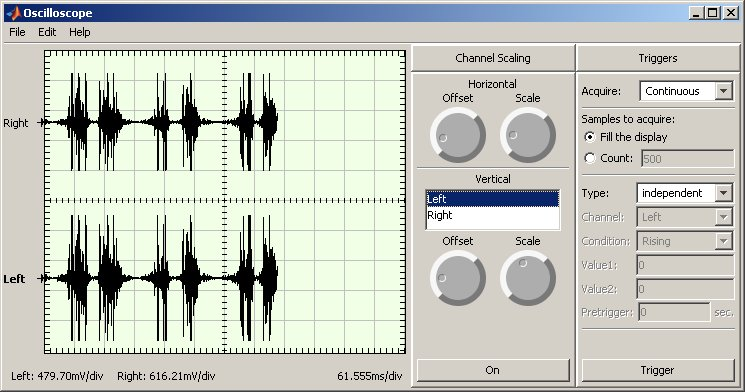 Oscilloscope
File Edit Help
Right
Left
Left: 479.70mV/div Right: 616.21mV/div 61.555ms/div
Channel Scaling
Horizontal
Offset Scale
Vertical
Left
Right
Offset Scale
On
Triggers
Acquire: Continuous
Samples to acquire:
Fill the display
Count: 500
Type: independent
Channel: Left
Condition: Rising
Value1: 0
Value2: 0
Pretrigger: 0 sec.
Trigger